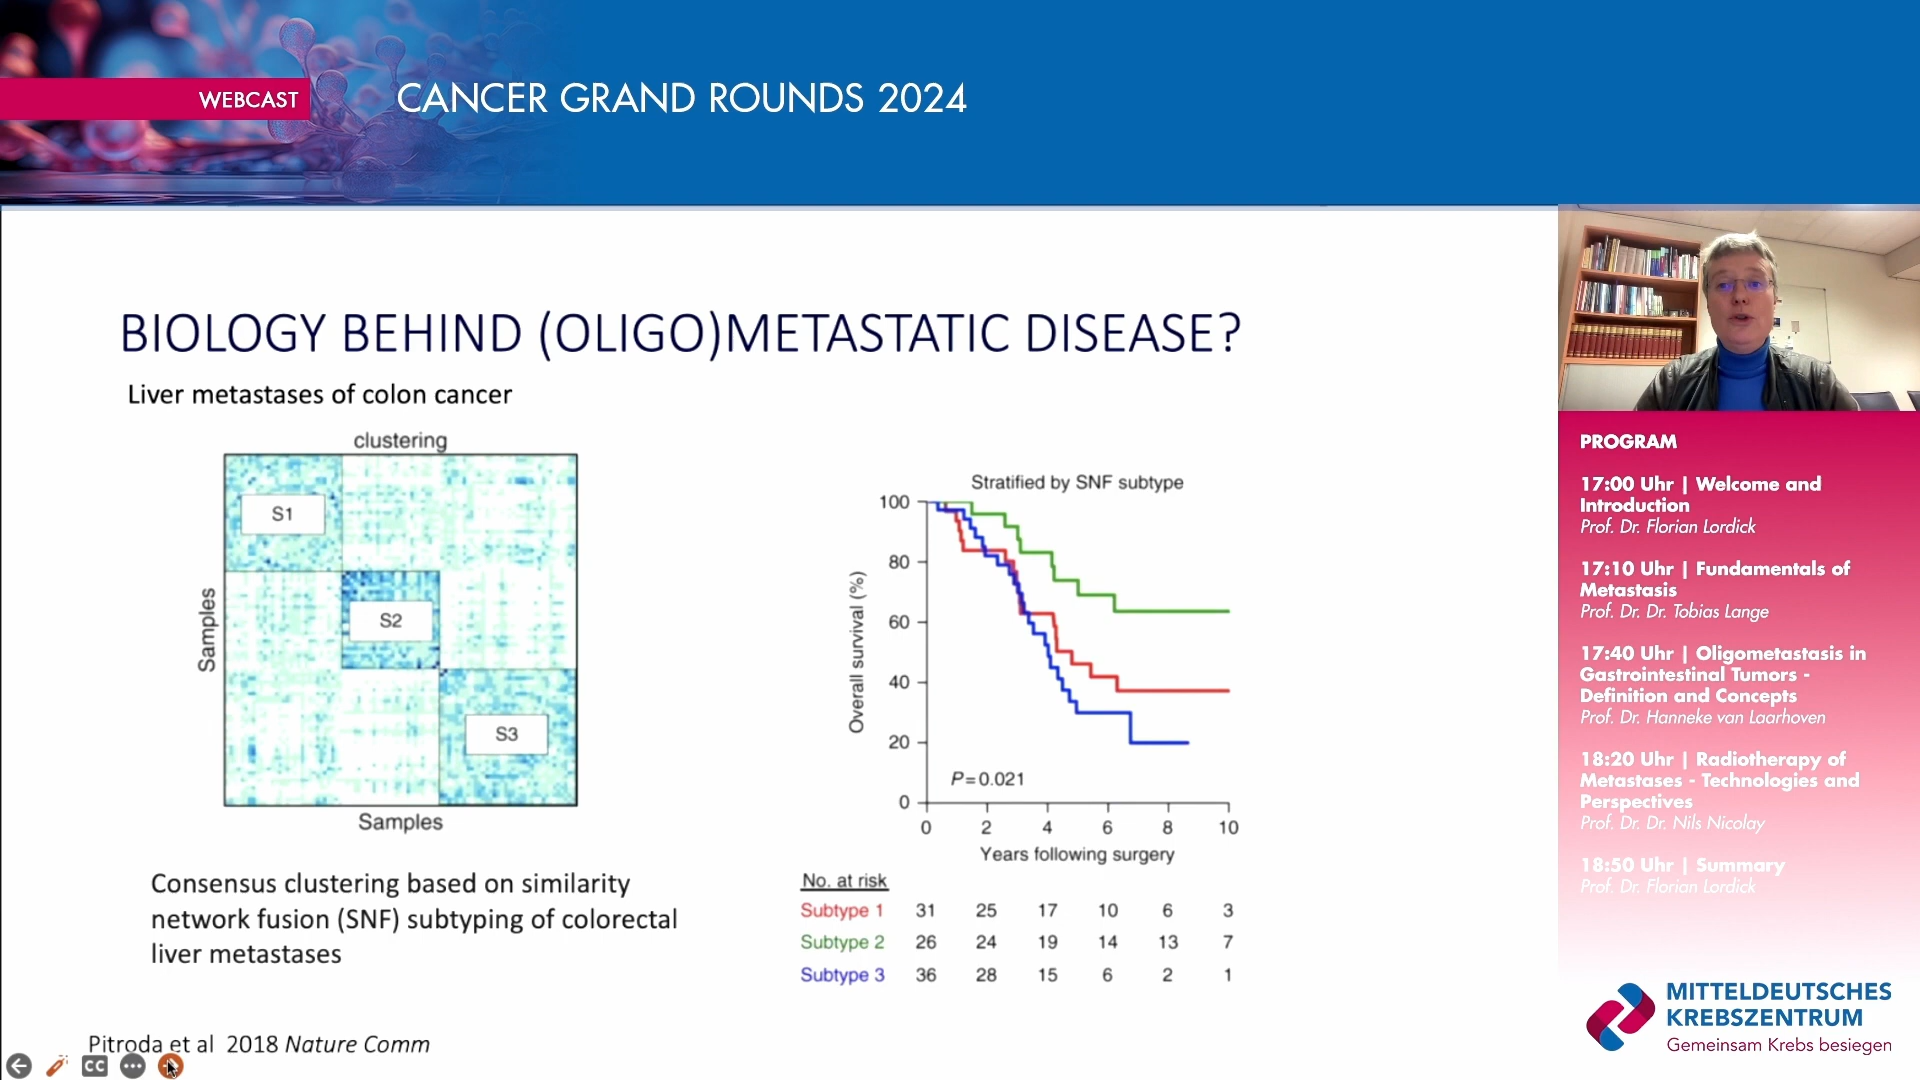 WEBCAST
CANCER GRAND ROUNDS 2024
BIOLOGY BEHIND (OLIGO)METASTATIC DISEASE?
Liver metastases of colon cancer
clustering
S1
S2
S3
Samples
Samples
Consensus clustering based on similarity
network fusion (SNF) subtyping of colorectal
liver metastases
Stratified by SNF subtype
Overall survival (%)
100
80
60
40
20
0
P=0.021
0 2 4 6 8 10
Years following surgery
No. at risk
Subtype 1 31 25 17 10 6 3
Subtype 2 26 24 19 14 13 7
Subtype 3 36 28 15 6 2 1
Pitroda et al 2018 Nature Comm
CC
PROGRAM
17:00 Uhr | Welcome and
Introduction
Prof. Dr. Florian Lordick
17:10 Uhr | Fundamentals of
Metastasis
Prof. Dr. Dr. Tobias Lange
17:40 Uhr | Oligometastasis in
Gastrointestinal Tumors -
Definition and Concepts
Prof. Dr. Hanneke van Laarhoven
18:20 Uhr | Radiotherapy of
Metastases - Technologies and
Perspectives
Prof. Dr. Dr. Nils Nicolay
18:50 Uhr | Summary
Prof. Dr. Florian Lordick
MITTELDEUTSCHES
KREBSZENTRUM
Gemeinsam Krebs besiegen